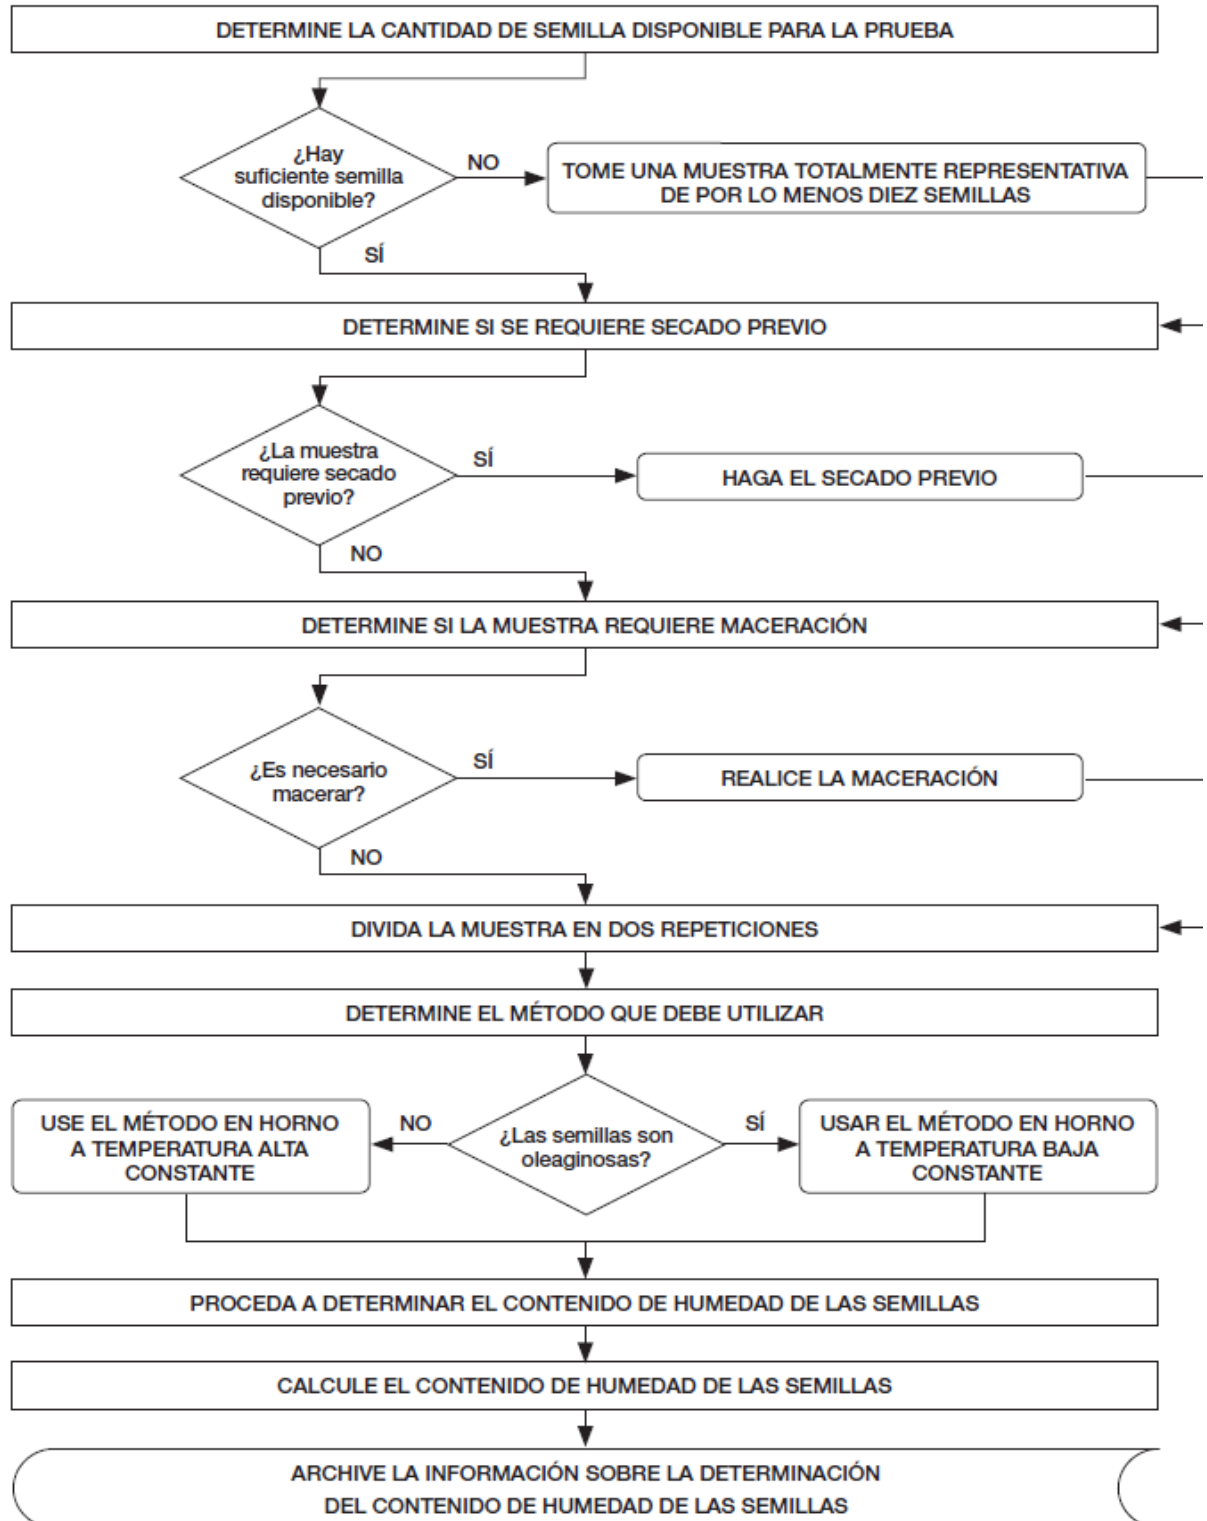 DETERMINE LA CANTIDAD DE SEMILLA DISPONIBLE PARA LA PRUEBA
¿Hay
suficiente semilla
disponible?
NO
TOME UNA MUESTRA TOTALMENTE REPRESENTATIVA
DE POR LO MENOS DIEZ SEMILLAS
SÍ
DETERMINE SI SE REQUIERE SECADO PREVIO
¿La muestra
requiere secado
previo?
SÍ
HAGA EL SECADO PREVIO
NO
DETERMINE SI LA MUESTRA REQUIERE MACERACIÓN
¿Es necesario
macerar?
SÍ
REALICE LA MACERACIÓN
NO
DIVIDA LA MUESTRA EN DOS REPETICIONES
DETERMINE EL MÉTODO QUE DEBE UTILIZAR
USE EL MÉTODO EN HORNO
A TEMPERATURA ALTA
CONSTANTE
NO
¿Las semillas son
oleaginosas?
SÍ
USAR EL MÉTODO EN HORNO
A TEMPERATURA BAJA
CONSTANTE
PROCEDA A DETERMINAR EL CONTENIDO DE HUMEDAD DE LAS SEMILLAS
CALCULE EL CONTENIDO DE HUMEDAD DE LAS SEMILLAS
ARCHIVE LA INFORMACIÓN SOBRE LA DETERMINACIÓN
DEL CONTENIDO DE HUMEDAD DE LAS SEMILLAS